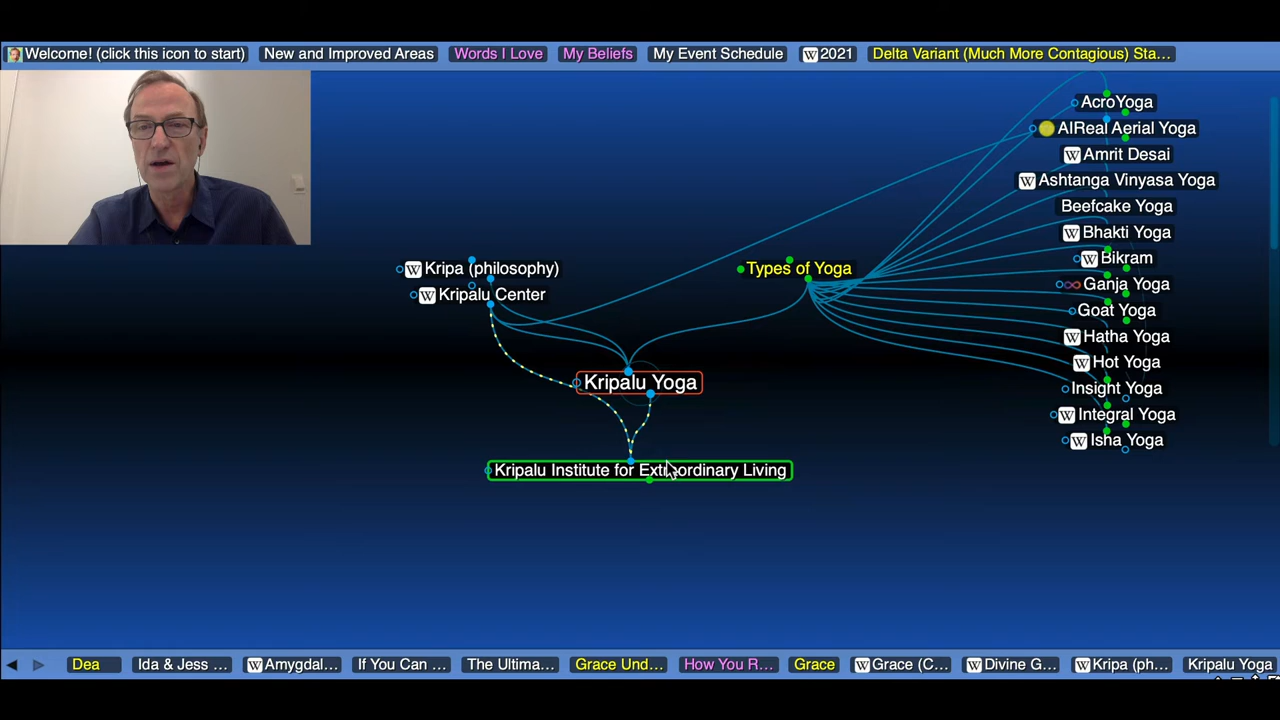 Welcome! (click this icon to start)
New and Improved Areas
Words I Love
My Beliefs
My Event Schedule
W 2021
Delta Variant (Much More Contagious) Sta...
AcroYoga
AIReal Aerial Yoga
W Amrit Desai
W Ashtanga Vinyasa Yoga
Beefcake Yoga
W Bhakti Yoga
W Bikram
Ganja Yoga
Goat Yoga
W Hatha Yoga
W Hot Yoga
Insight Yoga
W Integral Yoga
W Isha Yoga
W Kripa (philosophy)
W Kripalu Center
Types of Yoga
Kripalu Yoga
Kripalu Institute for Extraordinary Living
Dea
Ida & Jess ...
W Amygdal...
If You Can ...
The Ultima...
Grace Und...
How You R...
Grace
W Grace (C...
W Divine G...
W Kripa (ph...
Kripalu Yoga